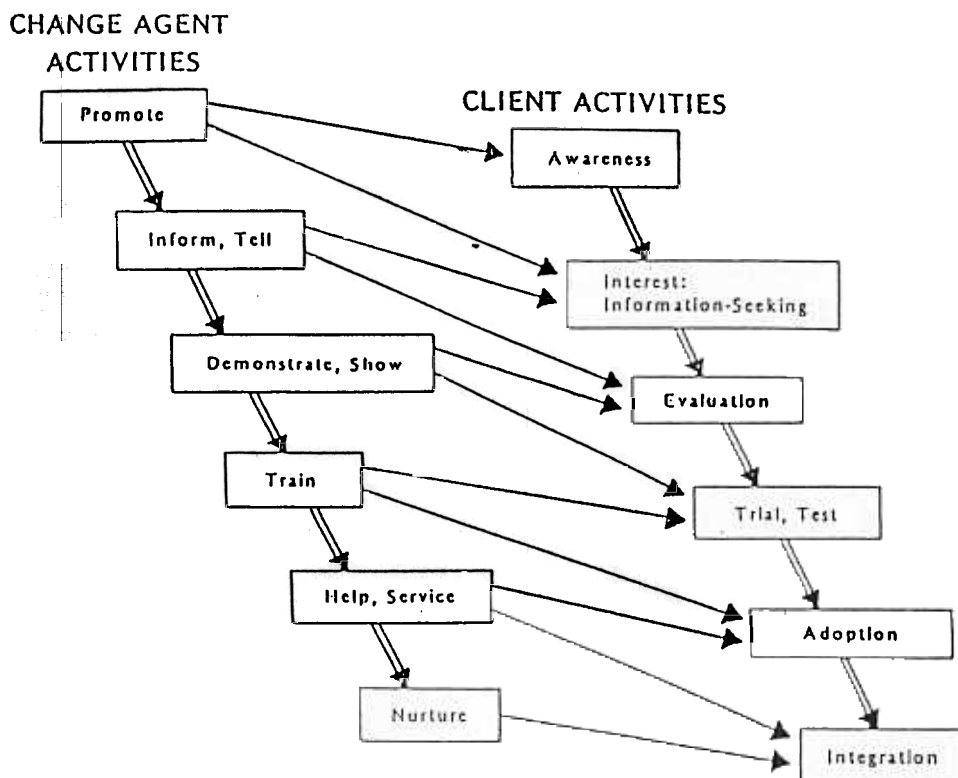 CHANGE AGENT
ACTIVITIES
Promote
CLIENT ACTIVITIES
Awareness
Inform, Tell
Interest:
Information-Seeking
Demonstrate, Show
Evaluation
Train
Trial, Test
Help, Service
Adoption
Nurture
Integration